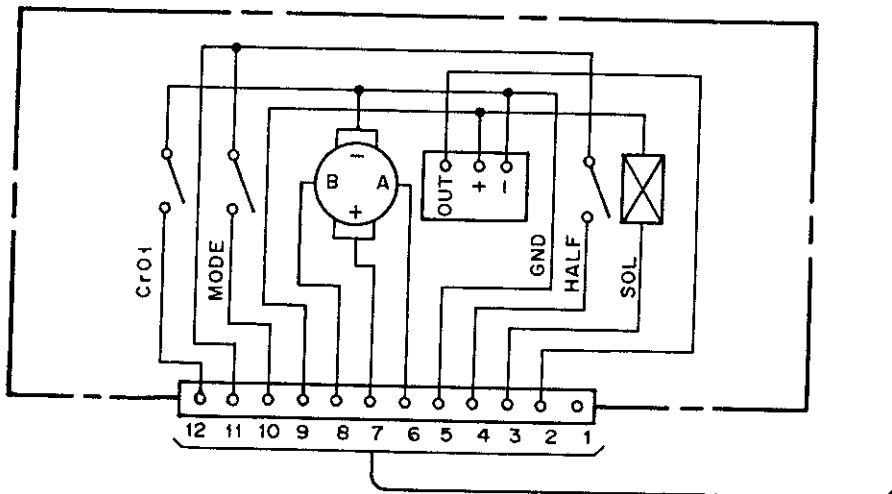 − 
B A
+
OUT + −
CrO1
MODE
GND
HALF
SOL
12 11 10 9 8 7 6 5 4 3 2 1